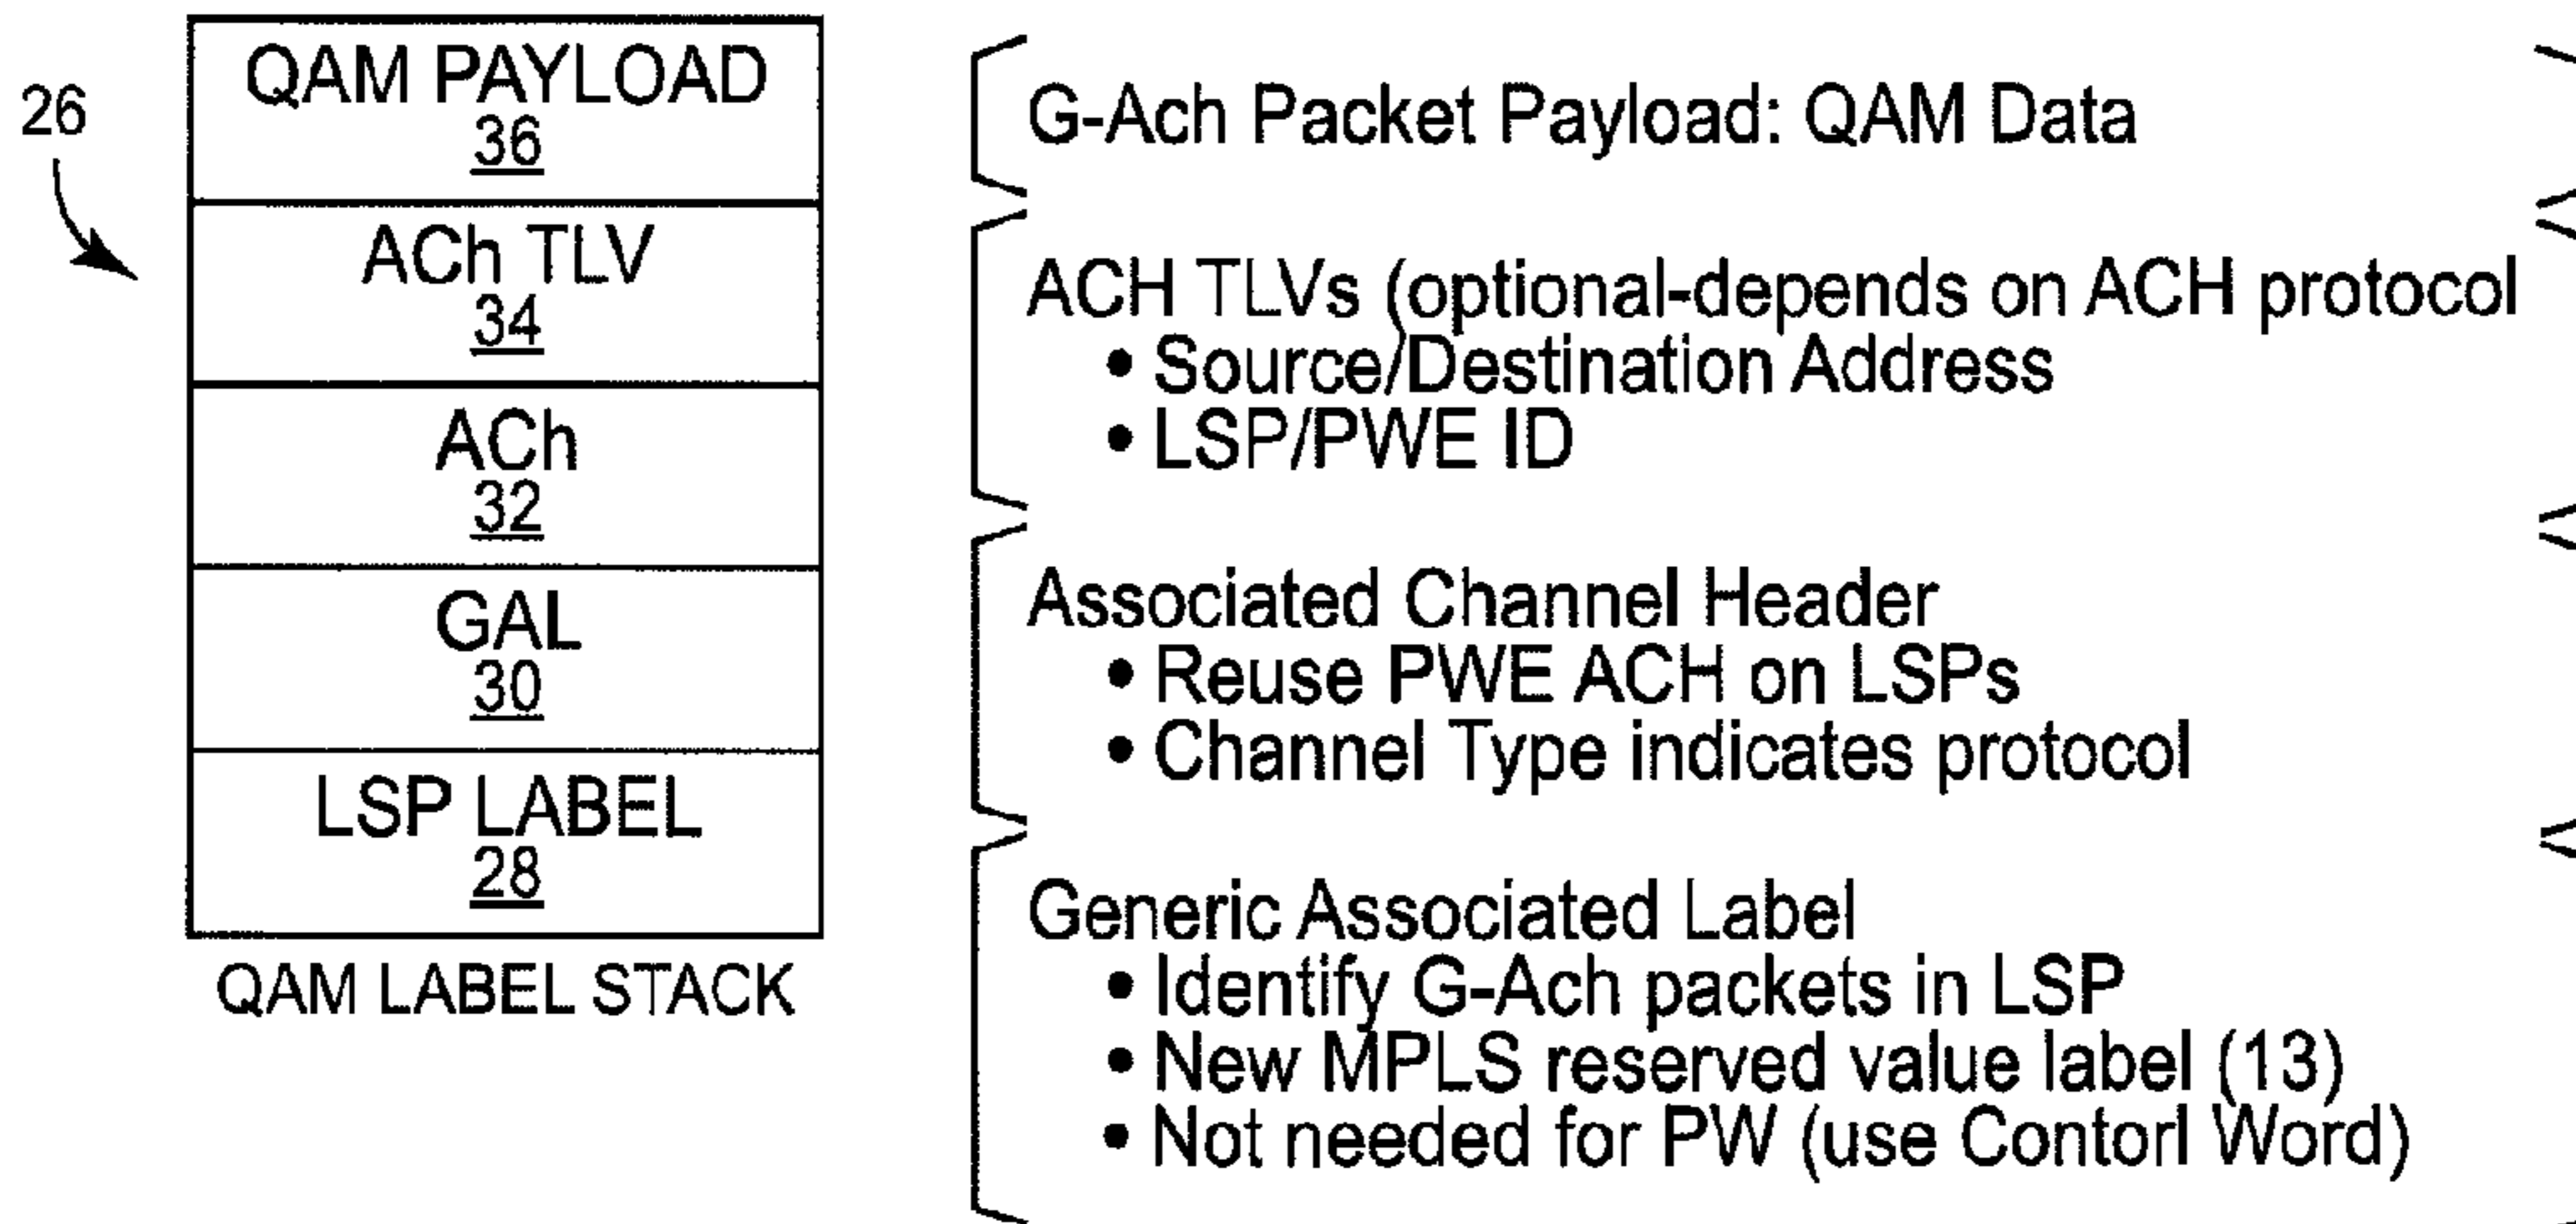 26
QAM PAYLOAD
36
ACh TLV
34
ACh
32
GAL
30
LSP LABEL
28
QAM LABEL STACK
G-Ach Packet Payload: QAM Data
ACH TLVs (optional-depends on ACH protocol
• Source/Destination Address
• LSP/PWE ID
Associated Channel Header
• Reuse PWE ACH on LSPs
• Channel Type indicates protocol
Generic Associated Label
• Identify G-Ach packets in LSP
• New MPLS reserved value label (13)
• Not needed for PW (use Contorl Word)